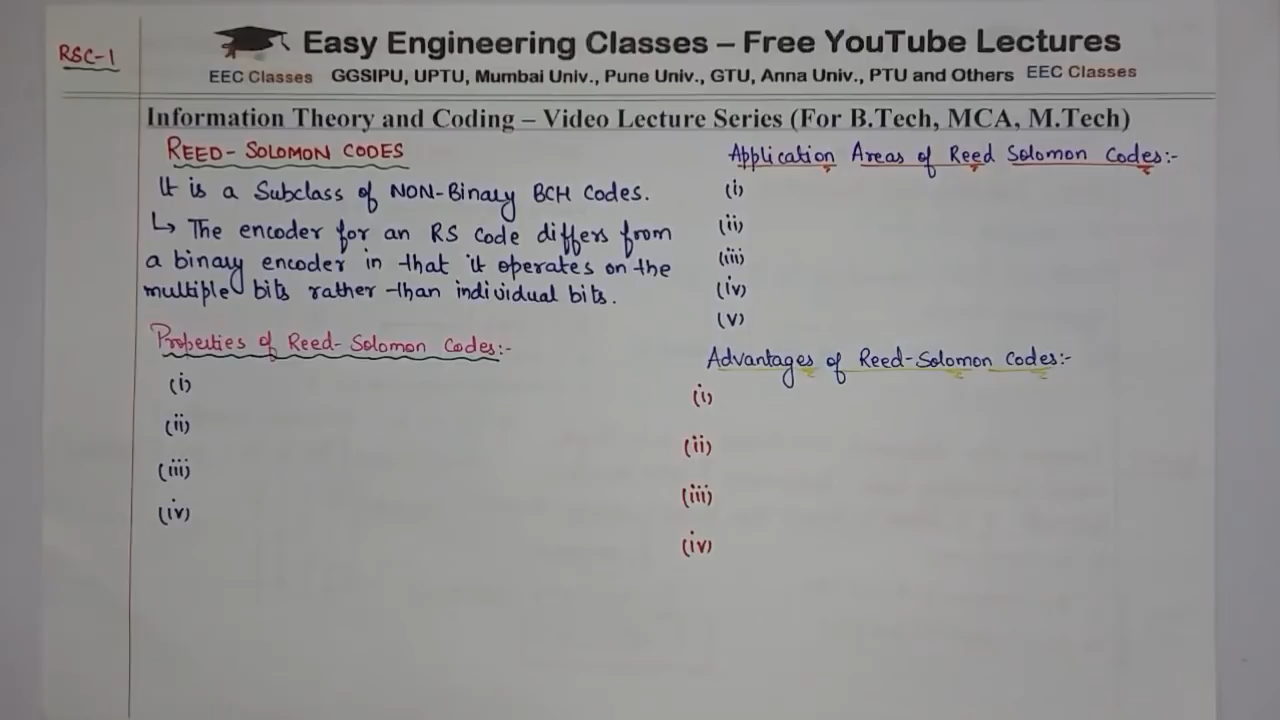 RSC-1
Easy Engineering Classes – Free YouTube Lectures
EEC Classes GGSIPU, UPTU, Mumbai Univ., Pune Univ., GTU, Anna Univ., PTU and Others EEC Classes
Information Theory and Coding – Video Lecture Series (For B.Tech, MCA, M.Tech)
REED-SOLOMON CODES
It is a Subclass of NON-Binary BCH Codes.
↳ The encoder for an RS Code differs from
a binary encoder in that it operates on the
multiple bits rather than individual bits.
Properties of Reed-Solomon Codes:-
(i)
(ii)
(iii)
(iv)
Application Areas of Reed Solomon Codes:-
(i)
(ii)
(iii)
(iv)
(v)
Advantages of Reed-Solomon Codes:-
(i)
(ii)
(iii)
(iv)